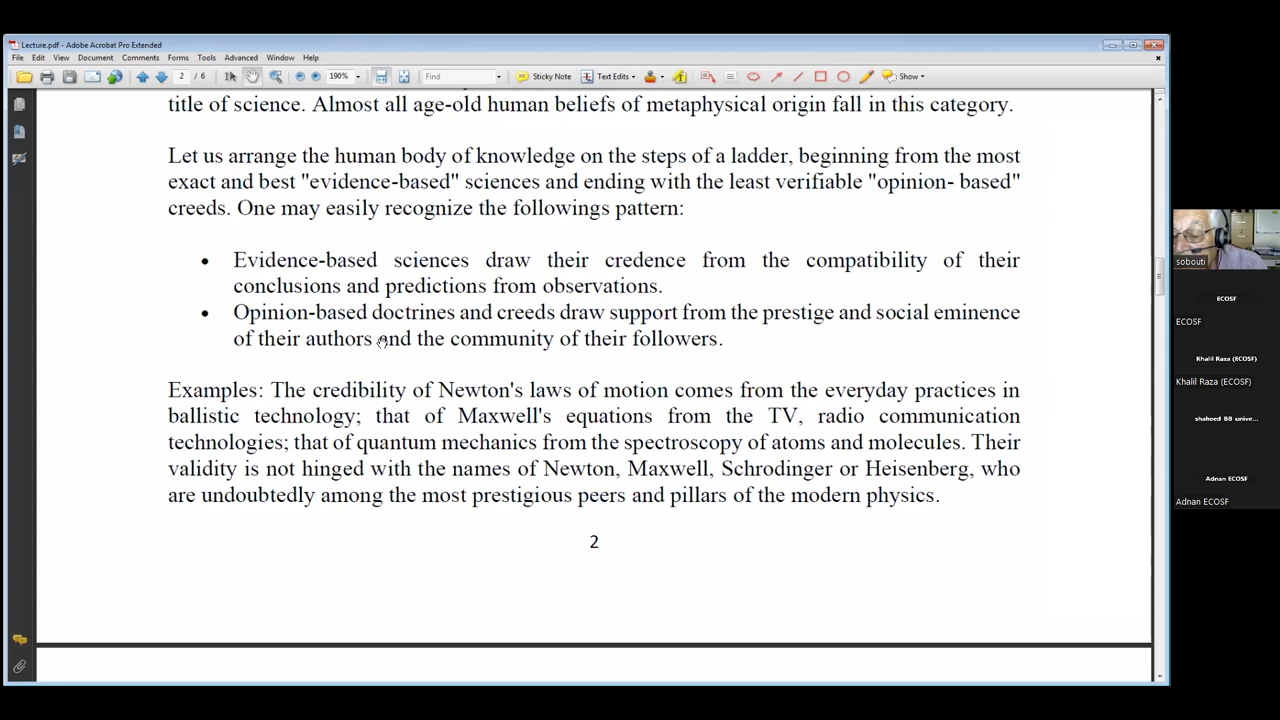 Lecture.pdf - Adobe Acrobat Pro Extended
File Edit View Document Comments Forms Tools Advanced Window Help
2 / 6 190% Find Sticky Note Text Edits Show
title of science. Almost all age-old human beliefs of metaphysical origin fall in this category.
Let us arrange the human body of knowledge on the steps of a ladder, beginning from the most
exact and best "evidence-based" sciences and ending with the least verifiable "opinion- based"
creeds. One may easily recognize the followings pattern:
• Evidence-based sciences draw their credence from the compatibility of their
conclusions and predictions from observations.
• Opinion-based doctrines and creeds draw support from the prestige and social eminence
of their authors and the community of their followers.
Examples: The credibility of Newton's laws of motion comes from the everyday practices in
ballistic technology; that of Maxwell's equations from the TV, radio communication
technologies; that of quantum mechanics from the spectroscopy of atoms and molecules. Their
validity is not hinged with the names of Newton, Maxwell, Schrodinger or Heisenberg, who
are undoubtedly among the most prestigious peers and pillars of the modern physics.
2
sobouti
ECOSF
ECOSF
Khalil Raza (ECOSF)
Khalil Raza (ECOSF)
shaheed BB unive...
Adnan ECOSF
Adnan ECOSF